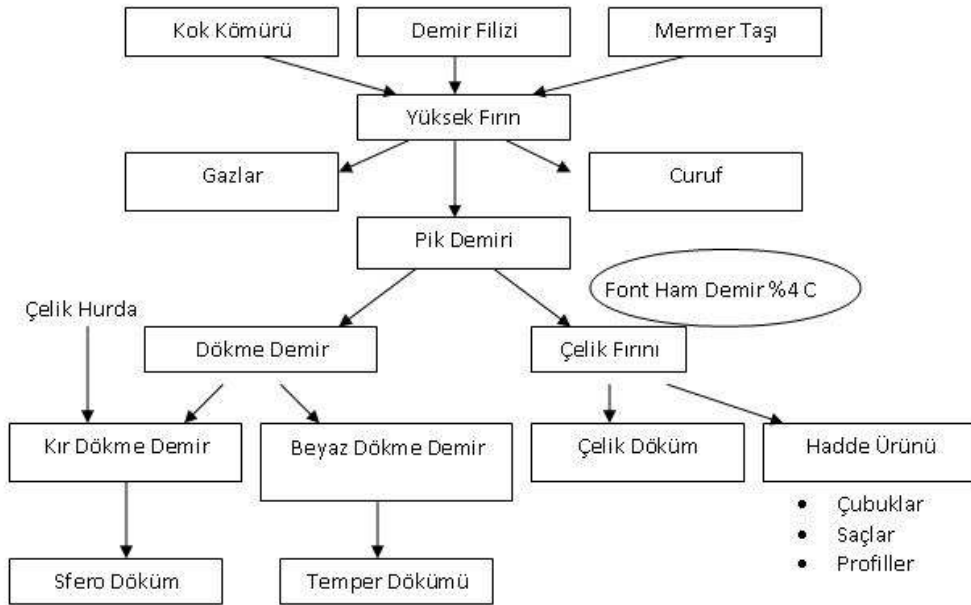 Kok Kömürü
Demir Filizi
Mermer Taşı
Yüksek Fırın
Gazlar
Curuf
Pik Demiri
Font Ham Demir %4 C
Çelik Hurda
Dökme Demir
Çelik Fırını
Kır Dökme Demir
Beyaz Dökme Demir
Çelik Döküm
Hadde Ürünü
• Çubuklar
• Saçlar
• Profiller
Sfero Döküm
Temper Dökümü